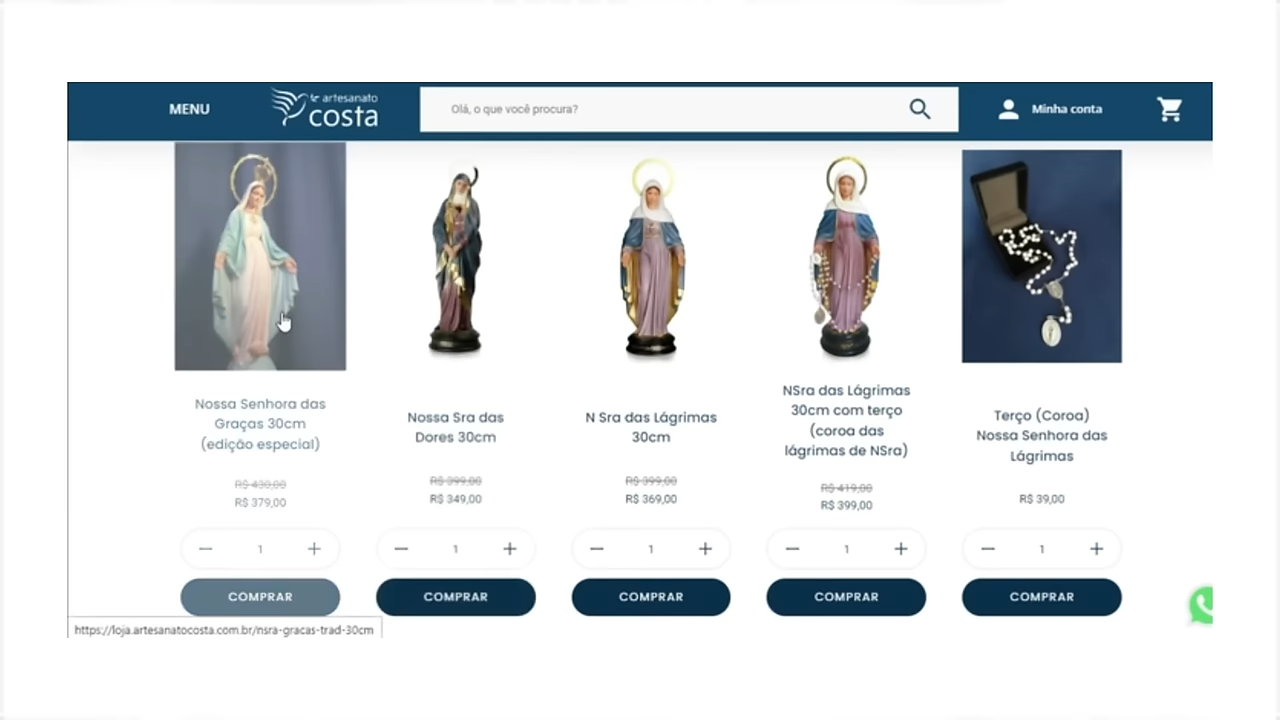 MENU
artesanato
costa
Olá, o que você procura?
Minha conta
Nossa Senhora das
Graças 30cm
(edição especial)
R$ 430,00
R$ 379,00
1
COMPRAR
Nossa Sra das
Dores 30cm
R$ 399,00
R$ 349,00
1
COMPRAR
N Sra das Lágrimas
30cm
R$ 399,00
R$ 369,00
1
COMPRAR
NSra das Lágrimas
30cm com terço
(coroa das
lágrimas de NSra)
R$ 419,00
R$ 399,00
1
COMPRAR
Terço (Coroa)
Nossa Senhora das
Lágrimas
R$ 39,00
1
COMPRAR
https://loja.artesanatocosta.com.br/nsra-gracas-trad-30cm